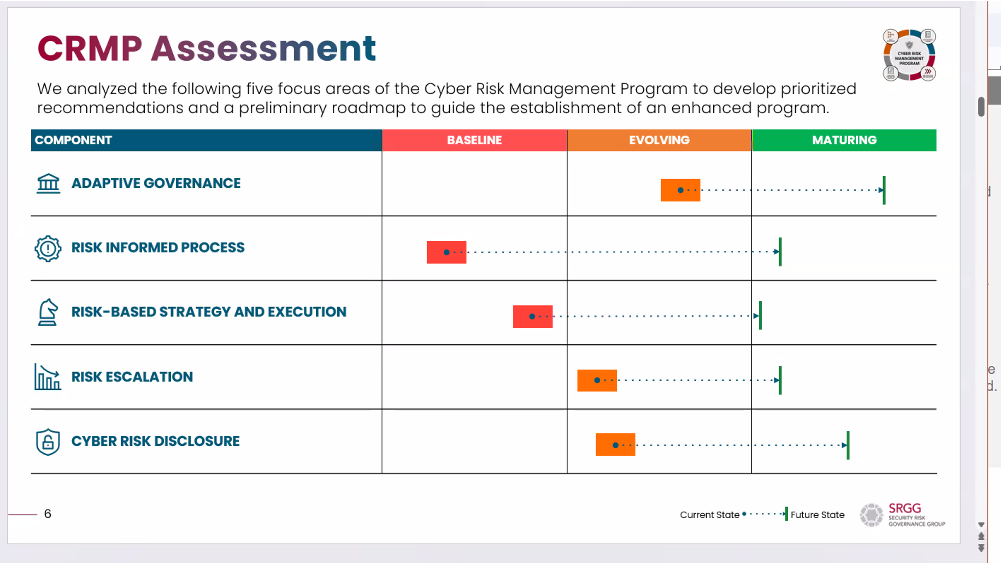 CRMP Assessment
We analyzed the following five focus areas of the Cyber Risk Management Program to develop prioritized
recommendations and a preliminary roadmap to guide the establishment of an enhanced program.
CYBER RISK
MANAGEMENT
PROGRAM
COMPONENT BASELINE EVOLVING MATURING
ADAPTIVE GOVERNANCE
RISK INFORMED PROCESS
RISK-BASED STRATEGY AND EXECUTION
RISK ESCALATION
CYBER RISK DISCLOSURE
6
Current State Future State
SRGG
SECURITY RISK
GOVERNANCE GROUP